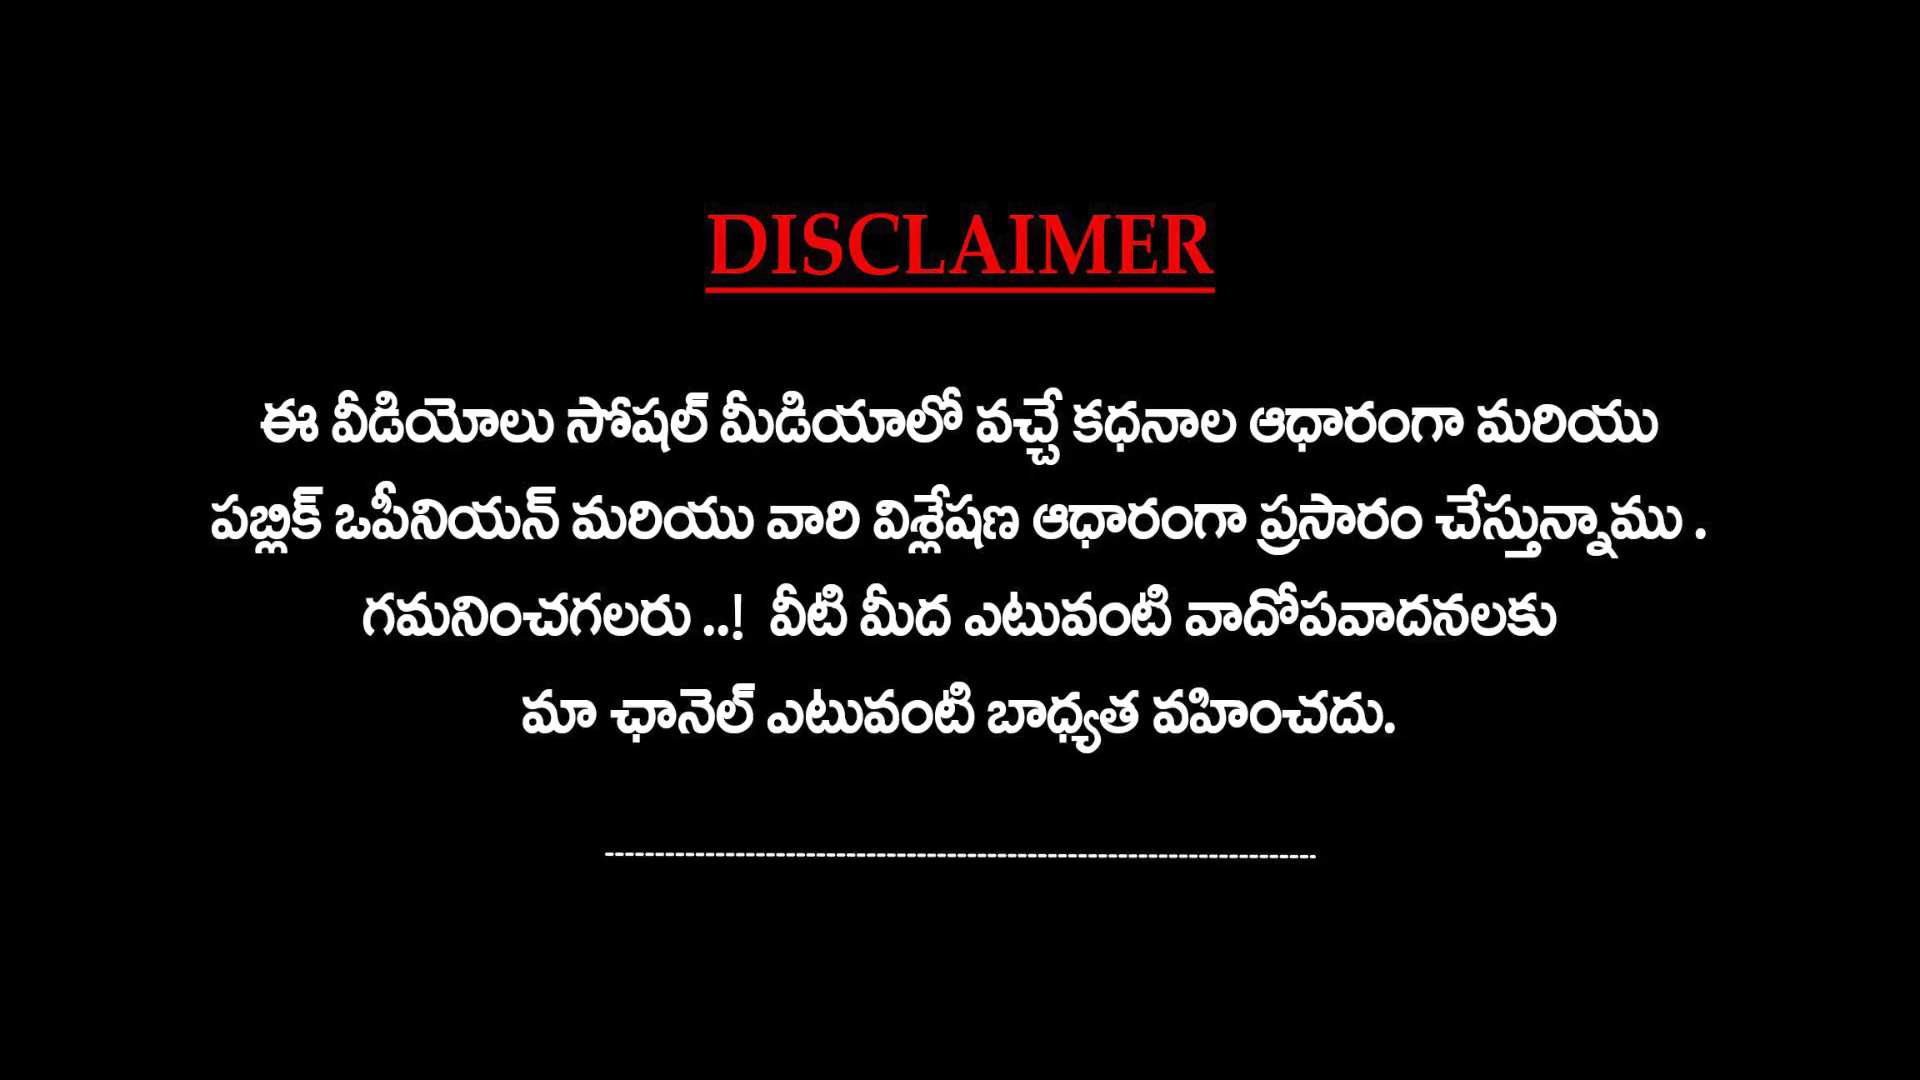 DISCLAIMER
ఈ వీడియోలు సోషల్ మీడియాలో వచ్చే కధనాల ఆధారంగా మరియు
పబ్లిక్ ఒపీనియన్ మరియు వారి విశ్లేషణ ఆధారంగా ప్రసారం చేస్తున్నాము .
గమనించగలరు ..! వీటి మీద ఎటువంటి వాదోపవాదనలకు
మా ఛానెల్ ఎటువంటి బాధ్యత వహించదు.